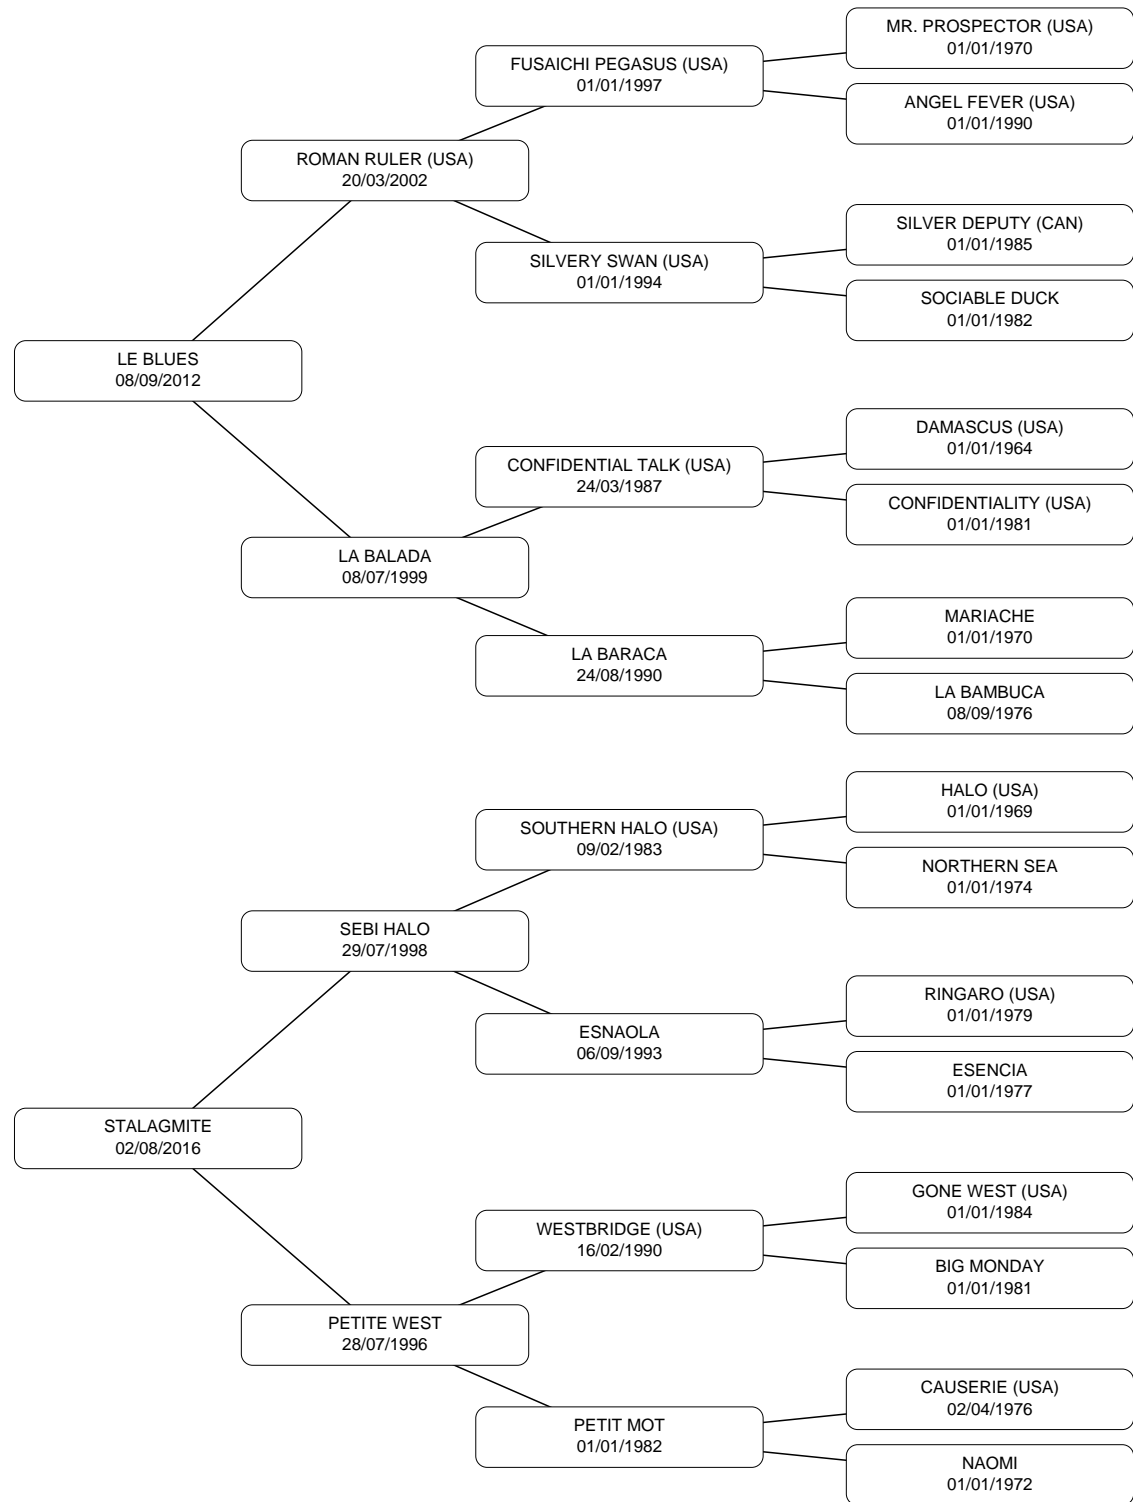 MR. PROSPECTOR (USA)
01/01/1970
FUSAICHI PEGASUS (USA)
01/01/1997
ANGEL FEVER (USA)
01/01/1990
ROMAN RULER (USA)
20/03/2002
SILVER DEPUTY (CAN)
01/01/1985
SILVERY SWAN (USA)
01/01/1994
SOCIABLE DUCK
01/01/1982
LE BLUES
08/09/2012
DAMASCUS (USA)
01/01/1964
CONFIDENTIAL TALK (USA)
24/03/1987
CONFIDENTIALITY (USA)
01/01/1981
LA BALADA
08/07/1999
MARIACHE
01/01/1970
LA BARACA
24/08/1990
LA BAMBUCA
08/09/1976
HALO (USA)
01/01/1969
SOUTHERN HALO (USA)
09/02/1983
NORTHERN SEA
01/01/1974
SEBI HALO
29/07/1998
RINGARO (USA)
01/01/1979
ESNAOLA
06/09/1993
ESENCIA
01/01/1977
STALAGMITE
02/08/2016
GONE WEST (USA)
01/01/1984
WESTBRIDGE (USA)
16/02/1990
BIG MONDAY
01/01/1981
PETITE WEST
28/07/1996
CAUSERIE (USA)
02/04/1976
PETIT MOT
01/01/1982
NAOMI
01/01/1972